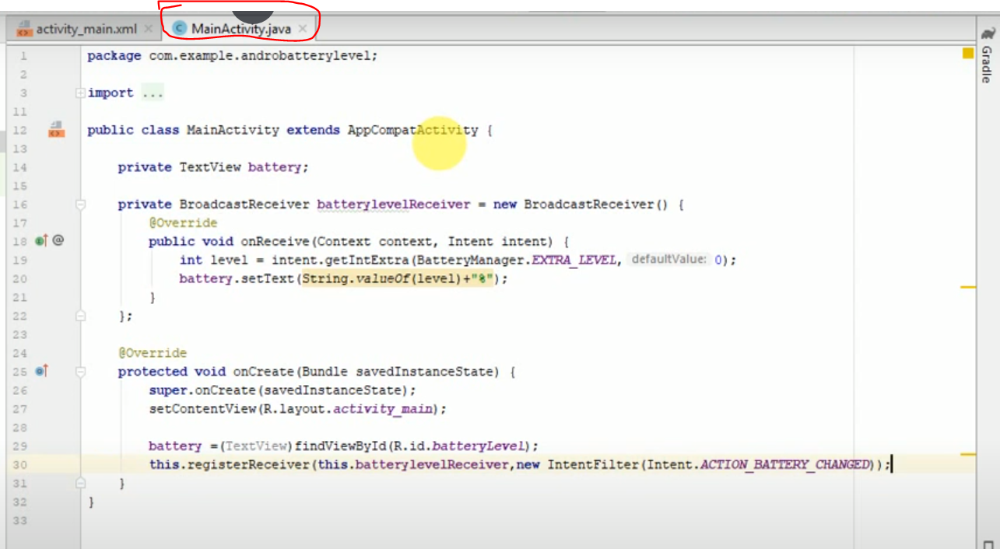 activity_main.xml
MainActivity.java
Gradle
1 package com.example.androbatterylevel;
2
3 import ...
11
12 public class MainActivity extends AppCompatActivity {
13
14 private TextView battery;
15
16 private BroadcastReceiver batterylevelReceiver = new BroadcastReceiver() {
17 @Override
18 @ public void onReceive(Context context, Intent intent) {
19 int level = intent.getIntExtra(BatteryManager.EXTRA_LEVEL, defaultValue: 0);
20 battery.setText(String.valueOf(level)+"%");
21 }
22 };
23
24 @Override
25 protected void onCreate(Bundle savedInstanceState) {
26 super.onCreate(savedInstanceState);
27 setContentView(R.layout.activity_main);
28
29 battery =(TextView)findViewById(R.id.batteryLevel);
30 this.registerReceiver(this.batterylevelReceiver,new IntentFilter(Intent.ACTION_BATTERY_CHANGED));
31 }
32 }
33